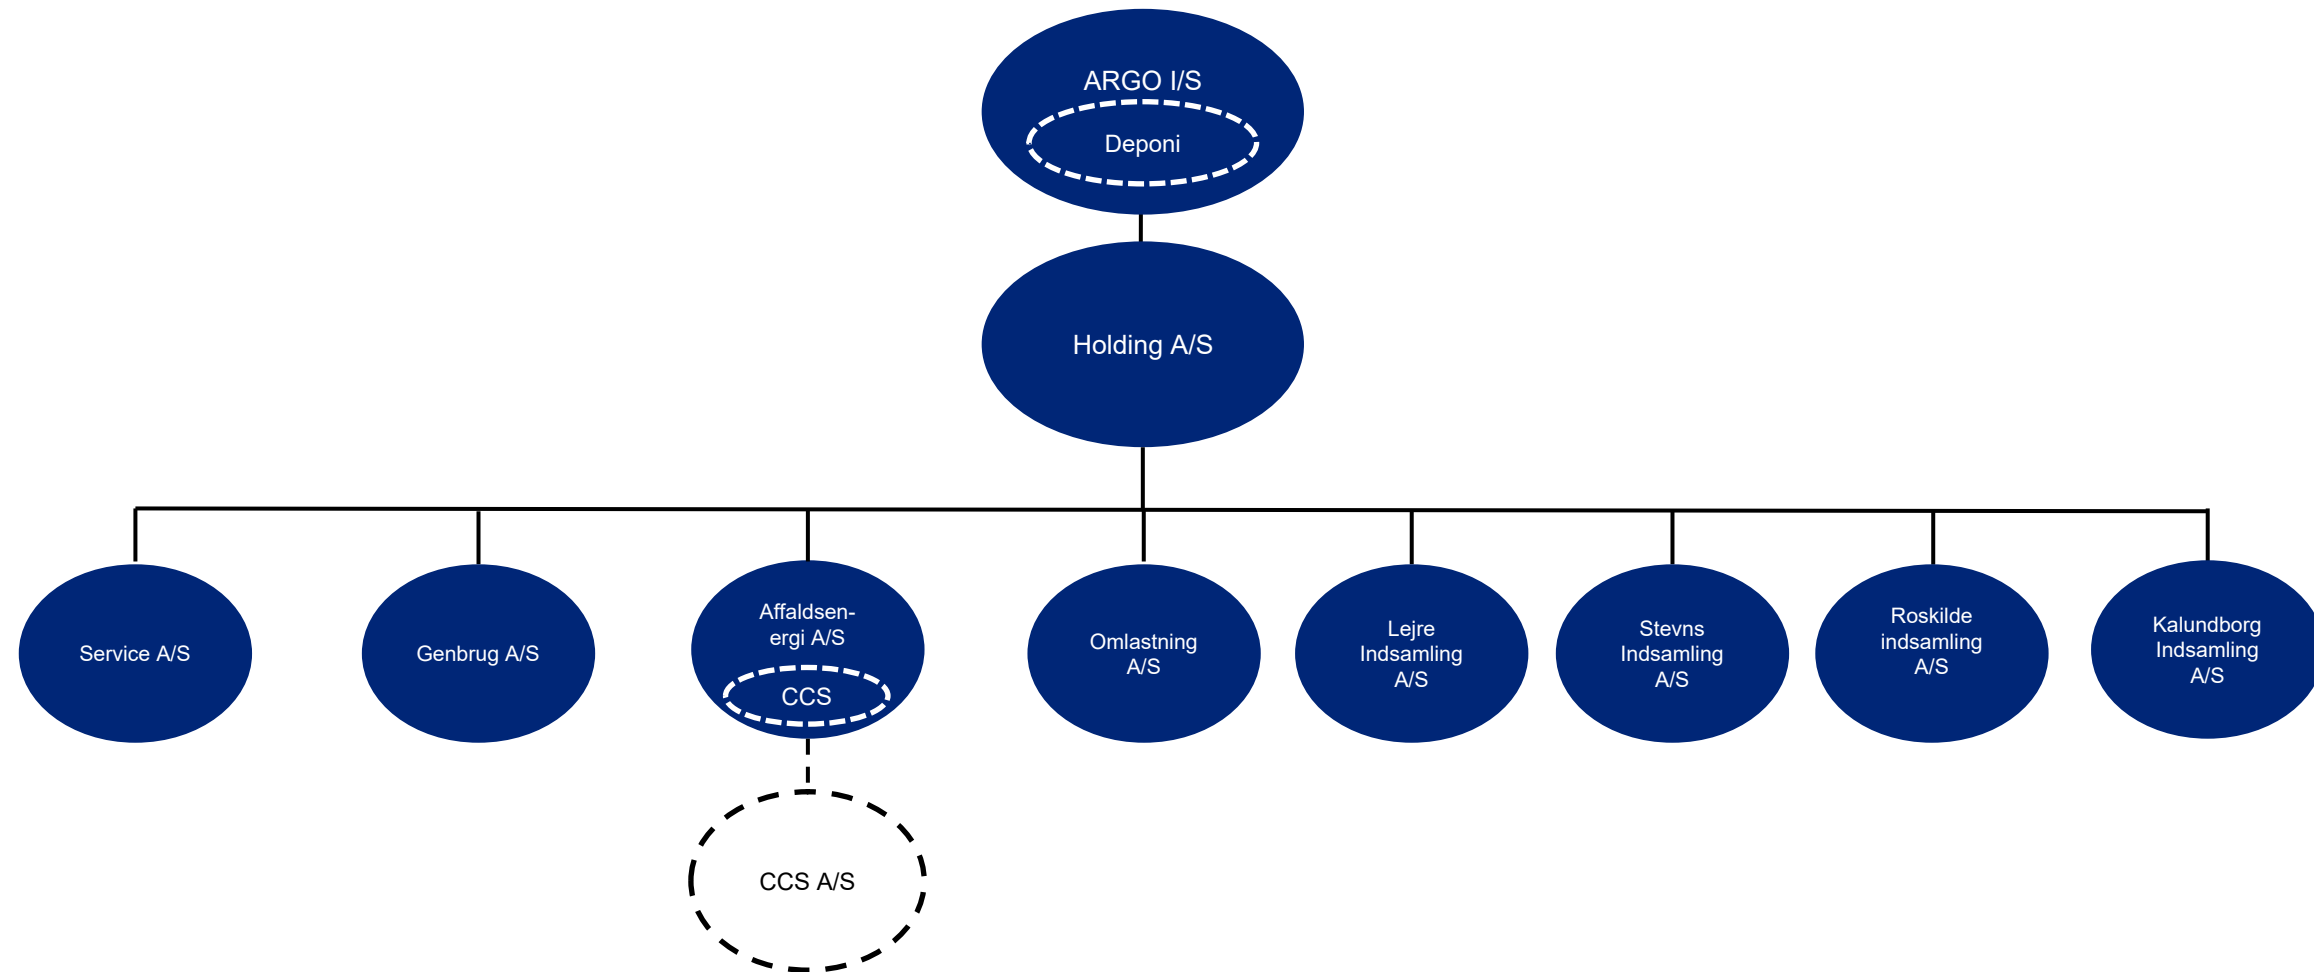 ARGO I/S
Deponi
Holding A/S
Service A/S
Genbrug A/S
Affaldsen-
ergi A/S
CCS
Omlastning
A/S
Lejre
Indsamling
A/S
Stevns
Indsamling
A/S
Roskilde
indsamling
A/S
Kalundborg
Indsamling
A/S
CCS A/S